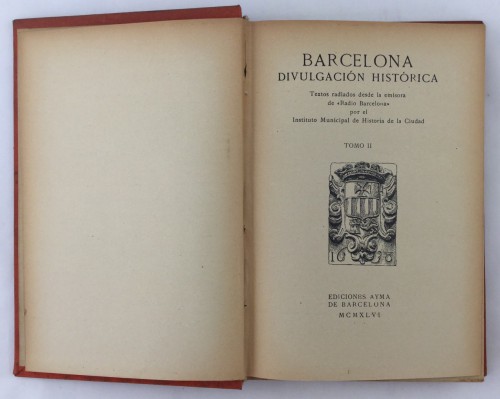 BARCELONA
DIVULGACIÓN HISTÓRICA
Textos radiados desde la emisora
de «Radio Barcelona»
por el
Instituto Municipal de Historia de la Ciudad
TOMO II
EDICIONES AYMA
DE BARCELONA
MCMXLVI